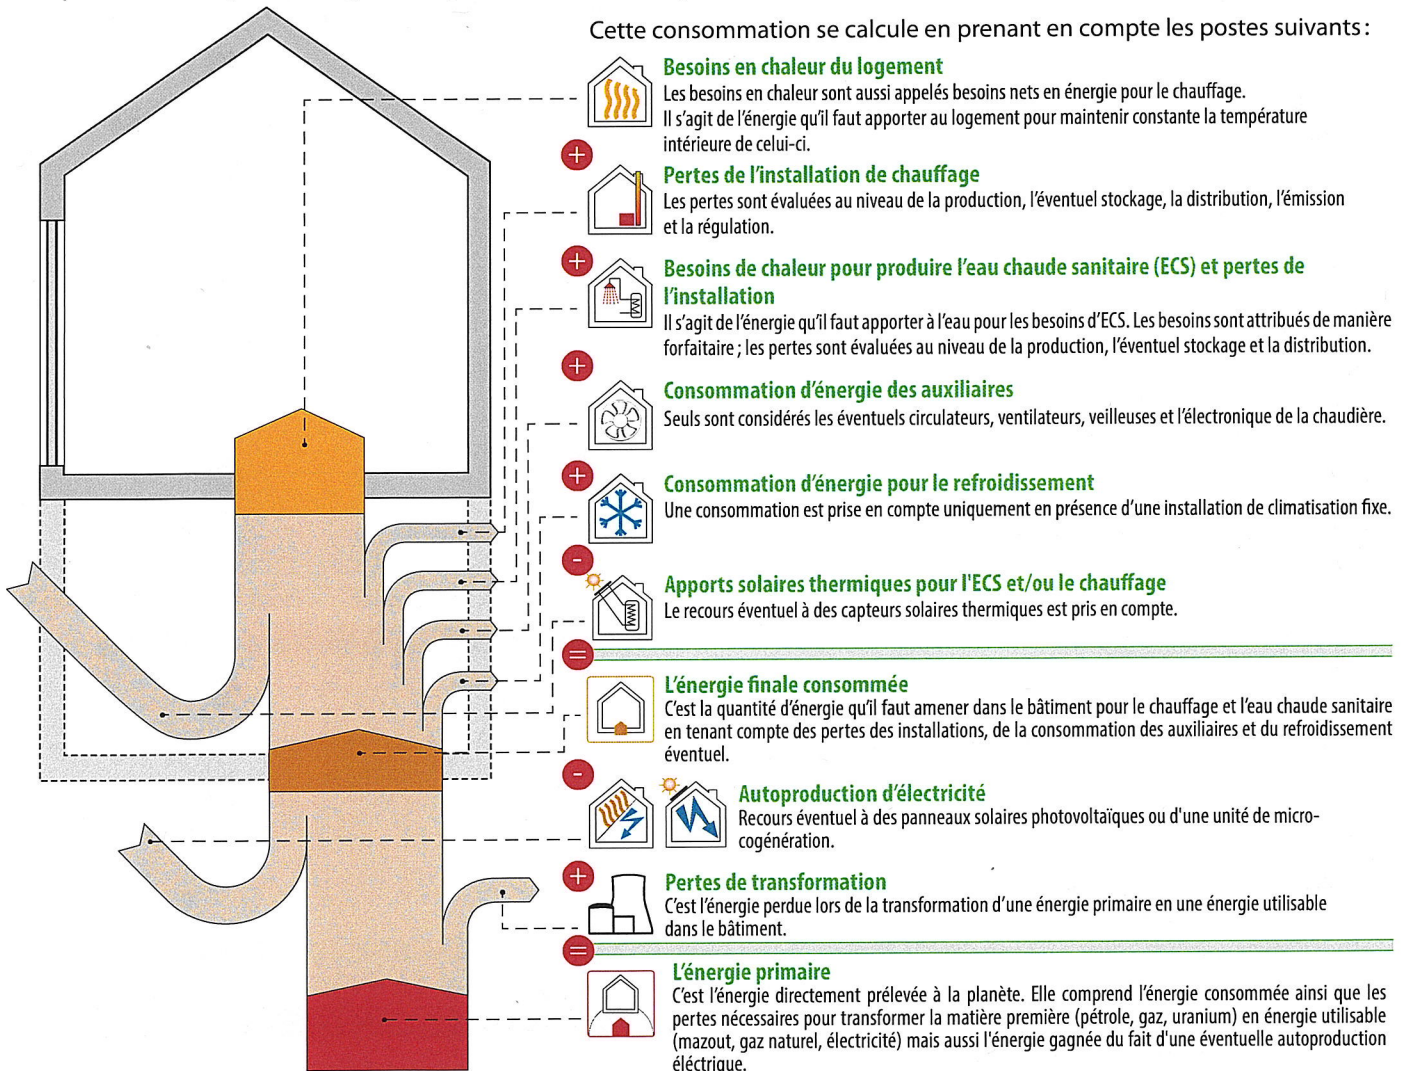 Cette consommation se calcule en prenant en compte les postes suivants :
Besoins en chaleur du logement
Les besoins en chaleur sont aussi appelés besoins nets en énergie pour le chauffage.
Il s'agit de l'énergie qu'il faut apporter au logement pour maintenir constante la température
intérieure de celui-ci.
+
Pertes de l'installation de chauffage
Les pertes sont évaluées au niveau de la production, l'éventuel stockage, la distribution, l'émission
et la régulation.
+
Besoins de chaleur pour produire l'eau chaude sanitaire (ECS) et pertes de
l'installation
Il s'agit de l'énergie qu'il faut apporter à l'eau pour les besoins d'ECS. Les besoins sont attribués de manière
forfaitaire ; les pertes sont évaluées au niveau de la production, l'éventuel stockage et la distribution.
+
Consommation d'énergie des auxiliaires
Seuls sont considérés les éventuels circulateurs, ventilateurs, veilleuses et l'électronique de la chaudière.
+
Consommation d'énergie pour le refroidissement
Une consommation est prise en compte uniquement en présence d'une installation de climatisation fixe.
-
Apports solaires thermiques pour l'ECS et/ou le chauffage
Le recours éventuel à des capteurs solaires thermiques est pris en compte.
=
L'énergie finale consommée
C'est la quantité d'énergie qu'il faut amener dans le bâtiment pour le chauffage et l'eau chaude sanitaire
en tenant compte des pertes des installations, de la consommation des auxiliaires et du refroidissement
éventuel.
-
Autoproduction d'électricité
Recours éventuel à des panneaux solaires photovoltaïques ou d'une unité de micro-
cogénération.
+
Pertes de transformation
C'est l'énergie perdue lors de la transformation d'une énergie primaire en une énergie utilisable
dans le bâtiment.
=
L'énergie primaire
C'est l'énergie directement prélevée à la planète. Elle comprend l'énergie consommée ainsi que les
pertes nécessaires pour transformer la matière première (pétrole, gaz, uranium) en énergie utilisable
(mazout, gaz naturel, électricité) mais aussi l'énergie gagnée du fait d'une éventuelle autoproduction
éléctrique.